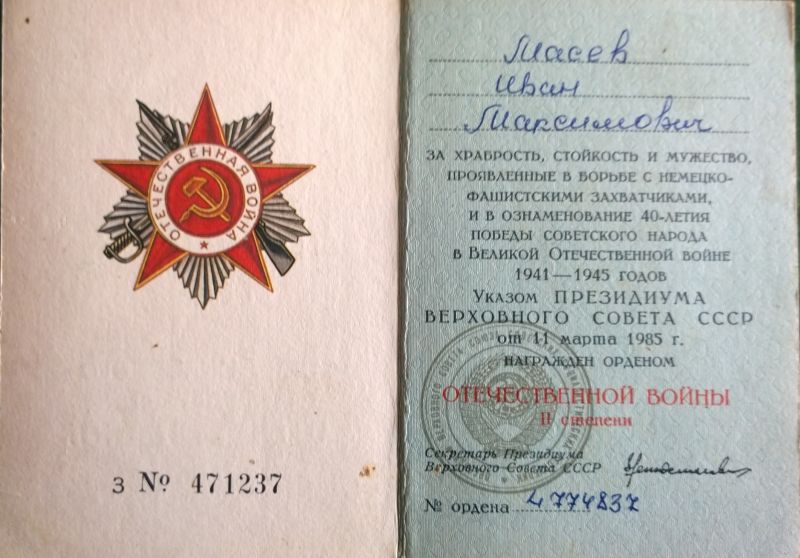 ОТЕЧЕСТВЕННАЯ ВОЙНА
З № 471237
Масев
Иван
Максимович
ЗА ХРАБРОСТЬ, СТОЙКОСТЬ И МУЖЕСТВО,
ПРОЯВЛЕННЫЕ В БОРЬБЕ С НЕМЕЦКО-
ФАШИСТСКИМИ ЗАХВАТЧИКАМИ,
И В ОЗНАМЕНОВАНИЕ 40-ЛЕТИЯ
ПОБЕДЫ СОВЕТСКОГО НАРОДА
В ВЕЛИКОЙ ОТЕЧЕСТВЕННОЙ ВОЙНЕ
1941—1945 ГОДОВ
УКАЗОМ ПРЕЗИДИУМА
ВЕРХОВНОГО СОВЕТА СССР
от 11 марта 1985 г.
НАГРАЖДЕН ОРДЕНОМ
ОТЕЧЕСТВЕННОЙ ВОЙНЫ
II степени
Секретарь Президиума
Верховного Совета СССР
№ ордена 4774837